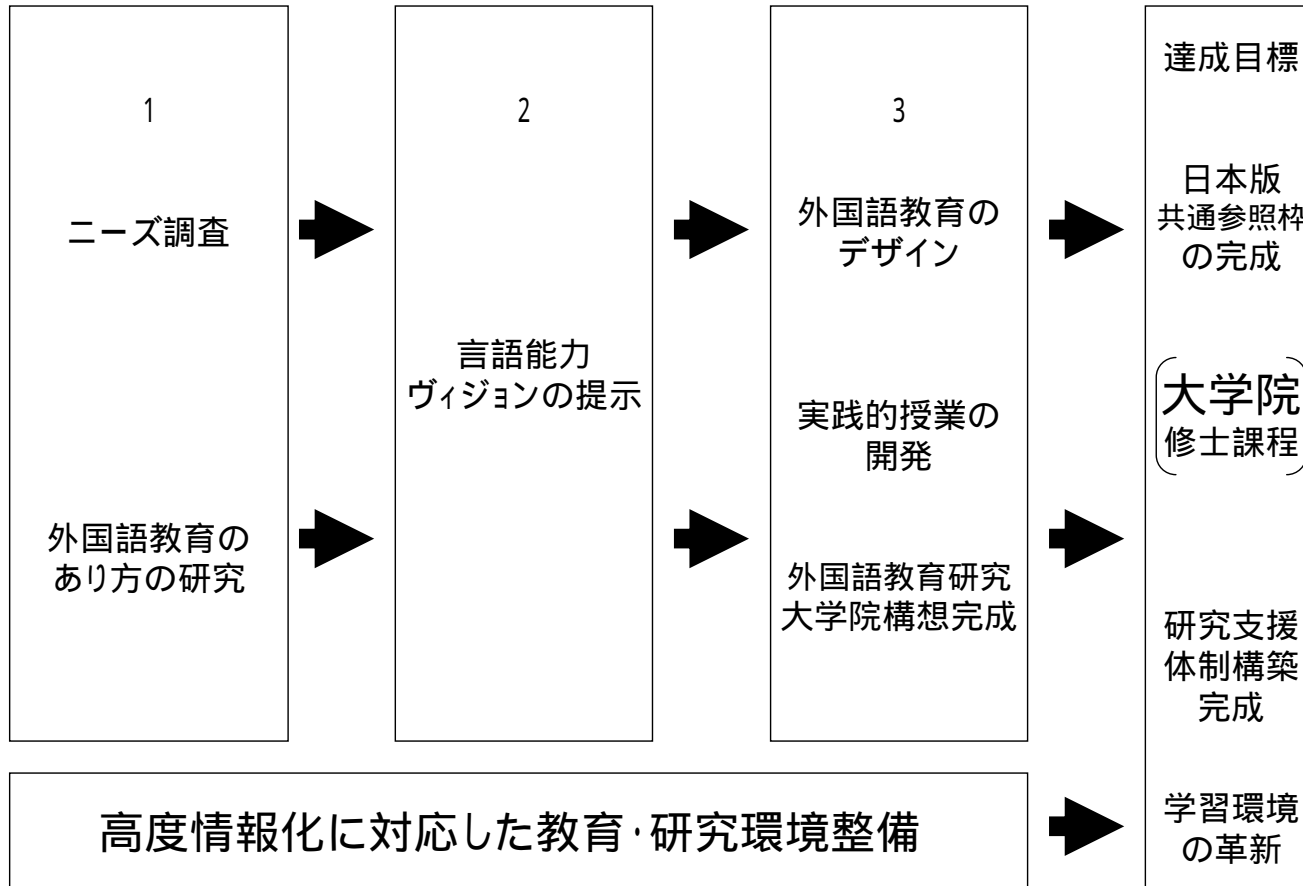 1
ニーズ調査
外国語教育の
あり方の研究
2
言語能力
ヴィジョンの提示
3
外国語教育の
デザイン
実践的授業の
開発
外国語教育研究
大学院構想完成
達成目標
日本版
共通参照枠
の完成
大学院
修士課程
研究支援
体制構築
完成
高度情報化に対応した教育・研究環境整備
学習環境
の革新